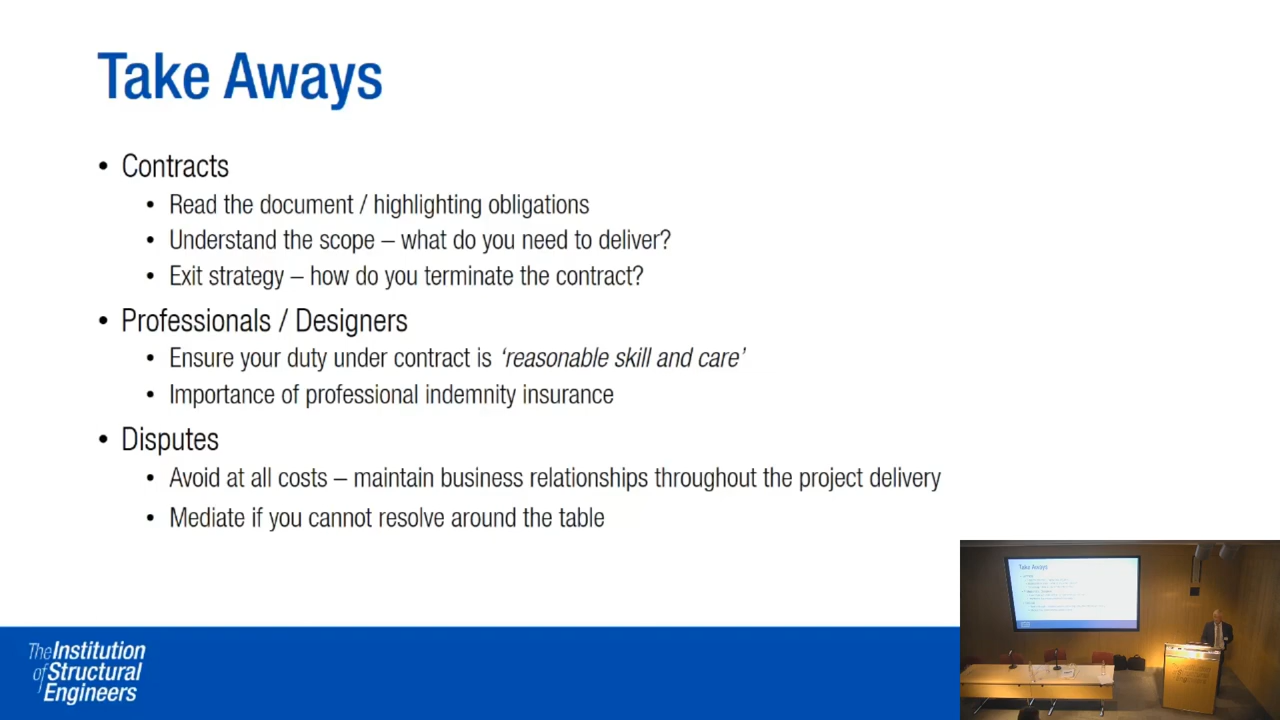 Take Aways
• Contracts
• Read the document / highlighting obligations
• Understand the scope – what do you need to deliver?
• Exit strategy – how do you terminate the contract?
• Professionals / Designers
• Ensure your duty under contract is ‘reasonable skill and care’
• Importance of professional indemnity insurance
• Disputes
• Avoid at all costs – maintain business relationships throughout the project delivery
• Mediate if you cannot resolve around the table
The Institution
of Structural
Engineers
Take Aways